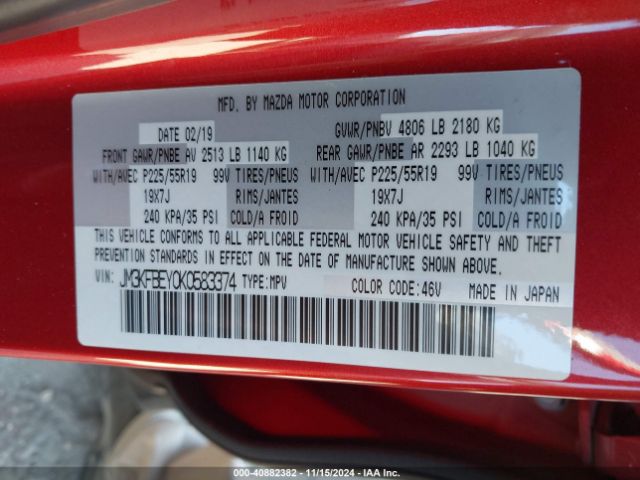 MFD. BY MAZDA MOTOR CORPORATION
DATE 02/19 GVWR/PNBV 4806 LB 2180 KG
FRONT GAWR/PNBE AV 2513 LB 1140 KG REAR GAWR/PNBE AR 2293 LB 1040 KG
WITH/AVEC P225/55R19 99V TIRES/PNEUS WITH/AVEC P225/55R19 99V TIRES/PNEUS
19X7J RIMS/JANTES 19X7J RIMS/JANTES
240 KPA/35 PSI COLD/A FROID 240 KPA/35 PSI COLD/A FROID
THIS VEHICLE CONFORMS TO ALL APPLICABLE FEDERAL MOTOR VEHICLE SAFETY AND THEFT
PREVENTION STANDARDS IN EFFECT ON THE DATE OF MANUFACTURE SHOWN ABOVE.
VIN: JM3KFBEY0K0583374 TYPE:MPV COLOR CODE:46V MADE IN JAPAN
000-40882382 - 11/15/2024 - IAA Inc.